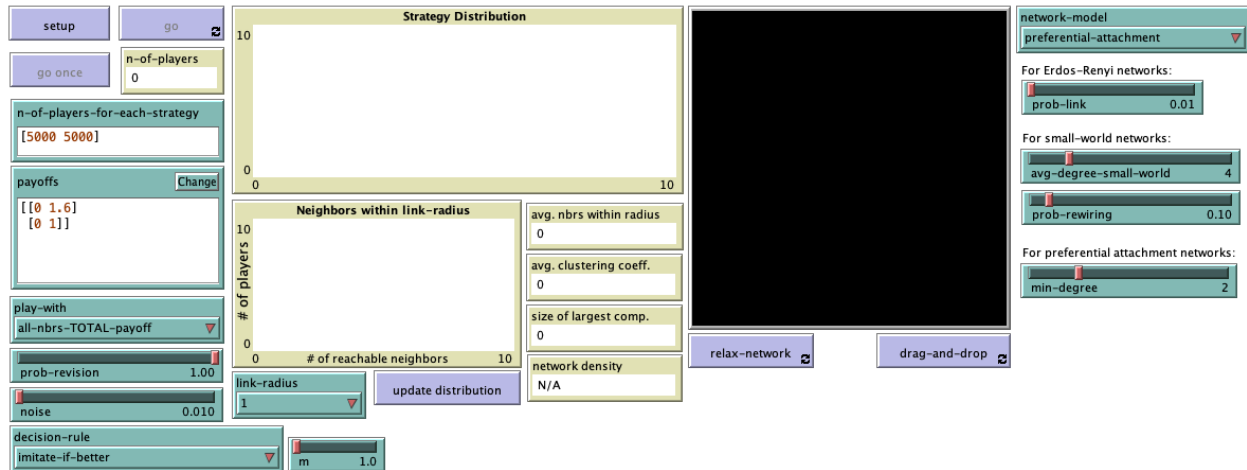 setup
go
go once
n-of-players
0
n-of-players-for-each-strategy
[5000 5000]
payoffs
Change
[[0 1.6]
[0 1]]
play-with
all-nbrs-TOTAL-payoff
prob-revision 1.00
noise 0.010
decision-rule
imitate-if-better
m 1.0
Strategy Distribution
10
0
0 10
Neighbors within link-radius
# of players
10
0
0 # of reachable neighbors 10
link-radius
1
update distribution
avg. nbrs within radius
0
avg. clustering coeff.
0
size of largest comp.
0
network density
N/A
relax-network
drag-and-drop
network-model
preferential-attachment
For Erdos-Renyi networks:
prob-link 0.01
For small-world networks:
avg-degree-small-world 4
prob-rewiring 0.10
For preferential attachment networks:
min-degree 2